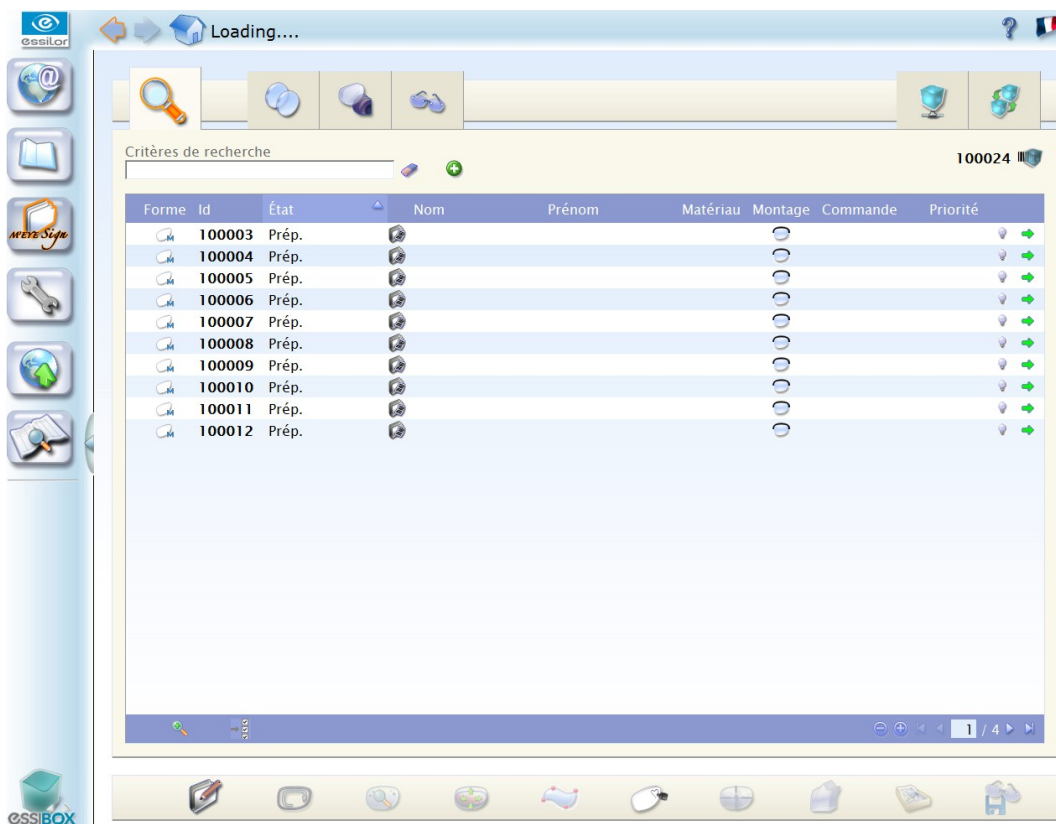 essilor
Loading....
M'EYE Sign
Critères de recherche
100024
Forme Id État Nom Prénom Matériau Montage Commande Priorité
100003 Prép.
100004 Prép.
100005 Prép.
100006 Prép.
100007 Prép.
100008 Prép.
100009 Prép.
100010 Prép.
100011 Prép.
100012 Prép.
1 / 4
essiBOX